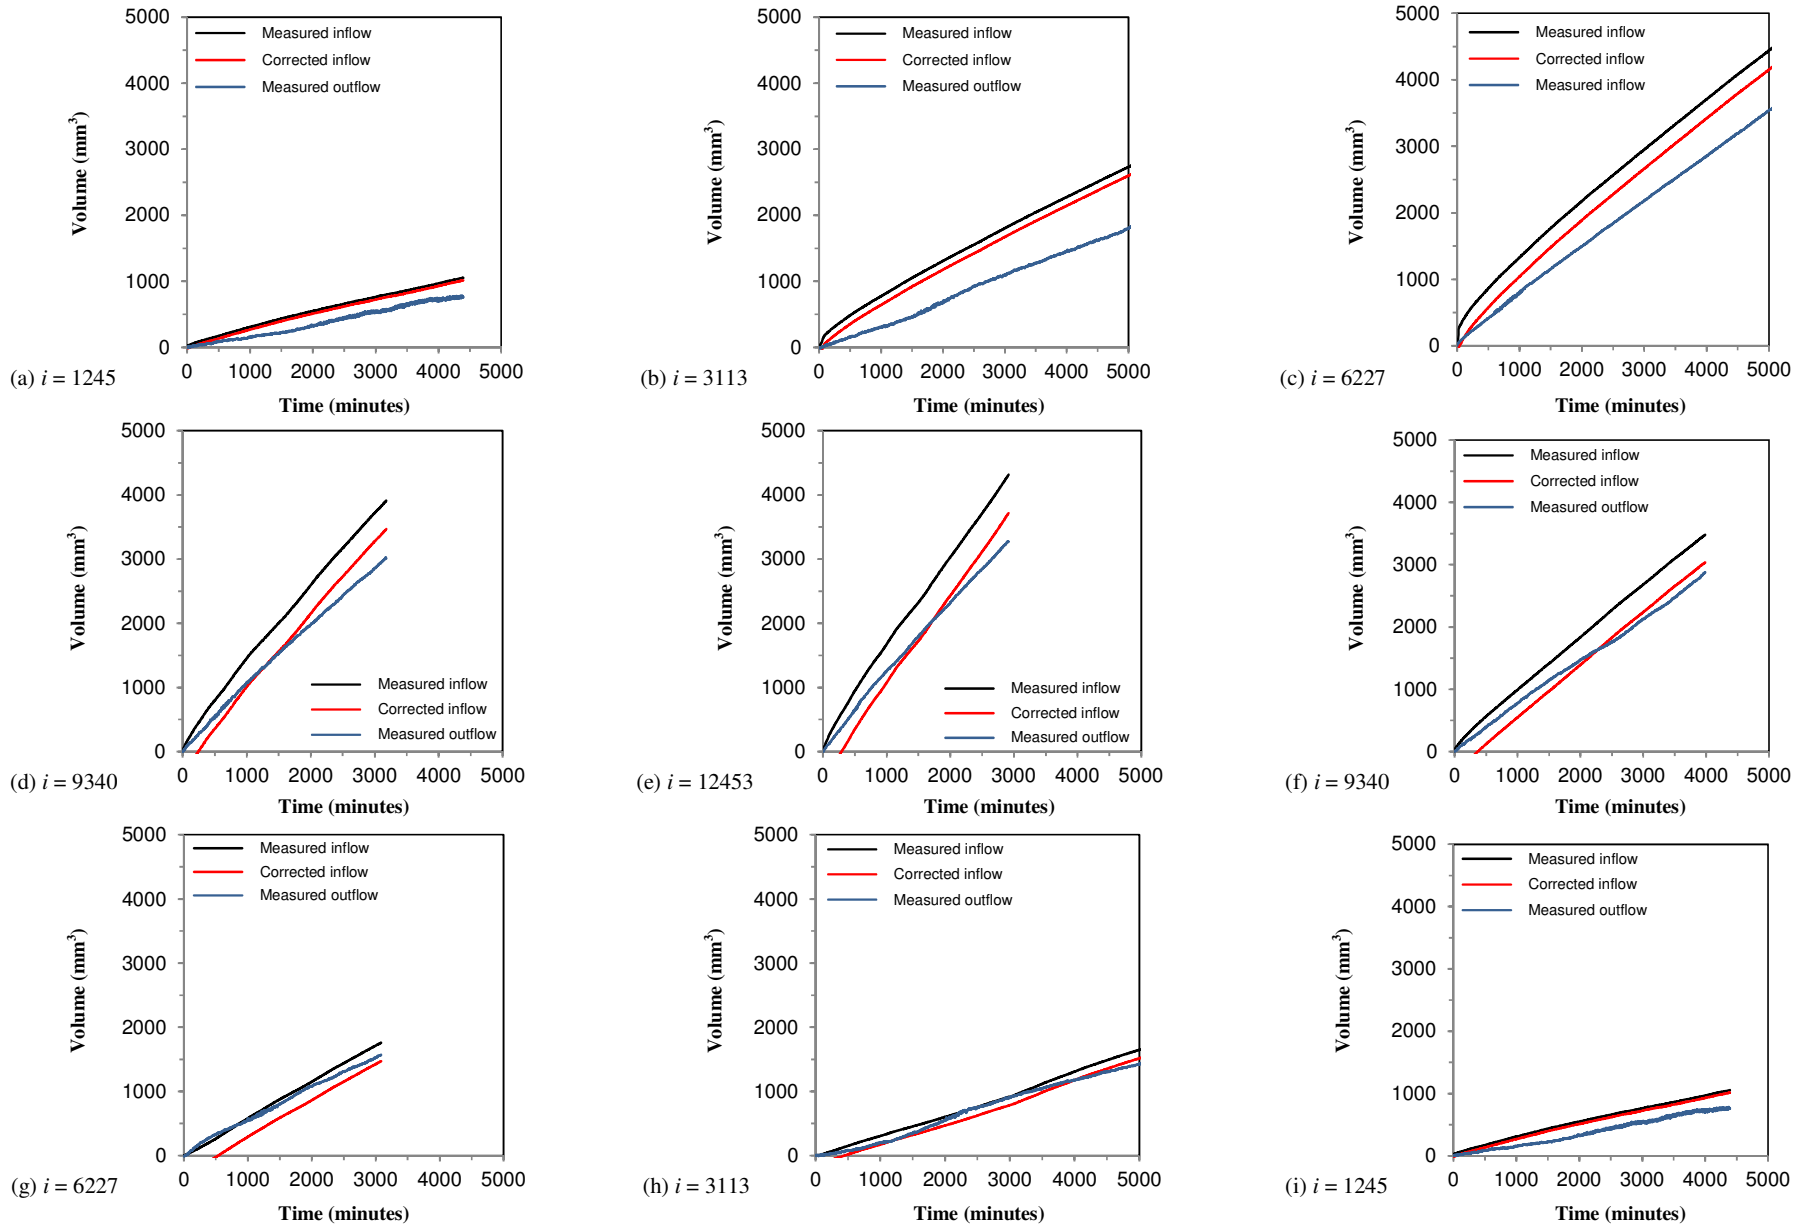 5000
4000
3000
2000
1000
0
Volume (mm³)
Measured inflow
Corrected inflow
Measured outflow
0 1000 2000 3000 4000 5000
Time (minutes)
(a) i = 1245
5000
4000
3000
2000
1000
0
Volume (mm³)
Measured inflow
Corrected inflow
Measured outflow
0 1000 2000 3000 4000 5000
Time (minutes)
(b) i = 3113
5000
4000
3000
2000
1000
0
Volume (mm³)
Measured inflow
Corrected inflow
Measured inflow
0 1000 2000 3000 4000 5000
Time (minutes)
(c) i = 6227
5000
4000
3000
2000
1000
0
Volume (mm³)
Measured inflow
Corrected inflow
Measured outflow
0 1000 2000 3000 4000 5000
Time (minutes)
(d) i = 9340
5000
4000
3000
2000
1000
0
Volume (mm³)
Measured inflow
Corrected inflow
Measured outflow
0 1000 2000 3000 4000 5000
Time (minutes)
(e) i = 12453
5000
4000
3000
2000
1000
0
Volume (mm³)
Measured inflow
Corrected inflow
Measured outflow
0 1000 2000 3000 4000 5000
Time (minutes)
(f) i = 9340
5000
4000
3000
2000
1000
0
Volume (mm³)
Measured inflow
Corrected inflow
Measured outflow
0 1000 2000 3000 4000 5000
Time (minutes)
(g) i = 6227
5000
4000
3000
2000
1000
0
Volume (mm³)
Measured inflow
Corrected inflow
Measured outflow
0 1000 2000 3000 4000 5000
Time (minutes)
(h) i = 3113
5000
4000
3000
2000
1000
0
Volume (mm³)
Measured inflow
Corrected inflow
Measured outflow
0 1000 2000 3000 4000 5000
Time (minutes)
(i) i = 1245